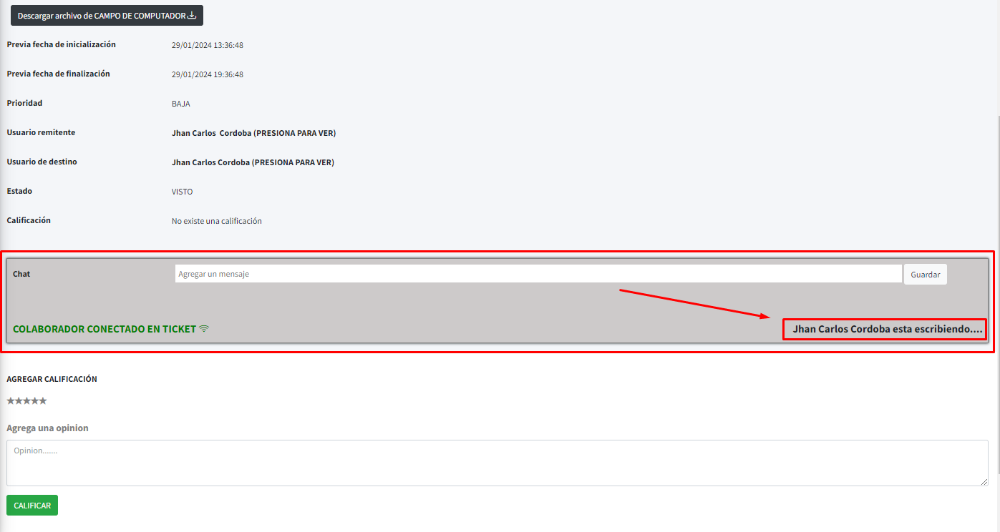 Descargar archivo de CAMPO DE COMPUTADOR
Previa fecha de inicialización 29/01/2024 13:36:48
Previa fecha de finalización 29/01/2024 19:36:48
Prioridad BAJA
Usuario remitente Jhan Carlos Cordoba (PRESIONA PARA VER)
Usuario de destino Jhan Carlos Cordoba (PRESIONA PARA VER)
Estado VISTO
Calificación No existe una calificación
Chat Agregar un mensaje Guardar
COLABORADOR CONECTADO EN TICKET Jhan Carlos Cordoba esta escribiendo....
AGREGAR CALIFICACIÓN
Agrega una opinion
Opinion.......
CALIFICAR